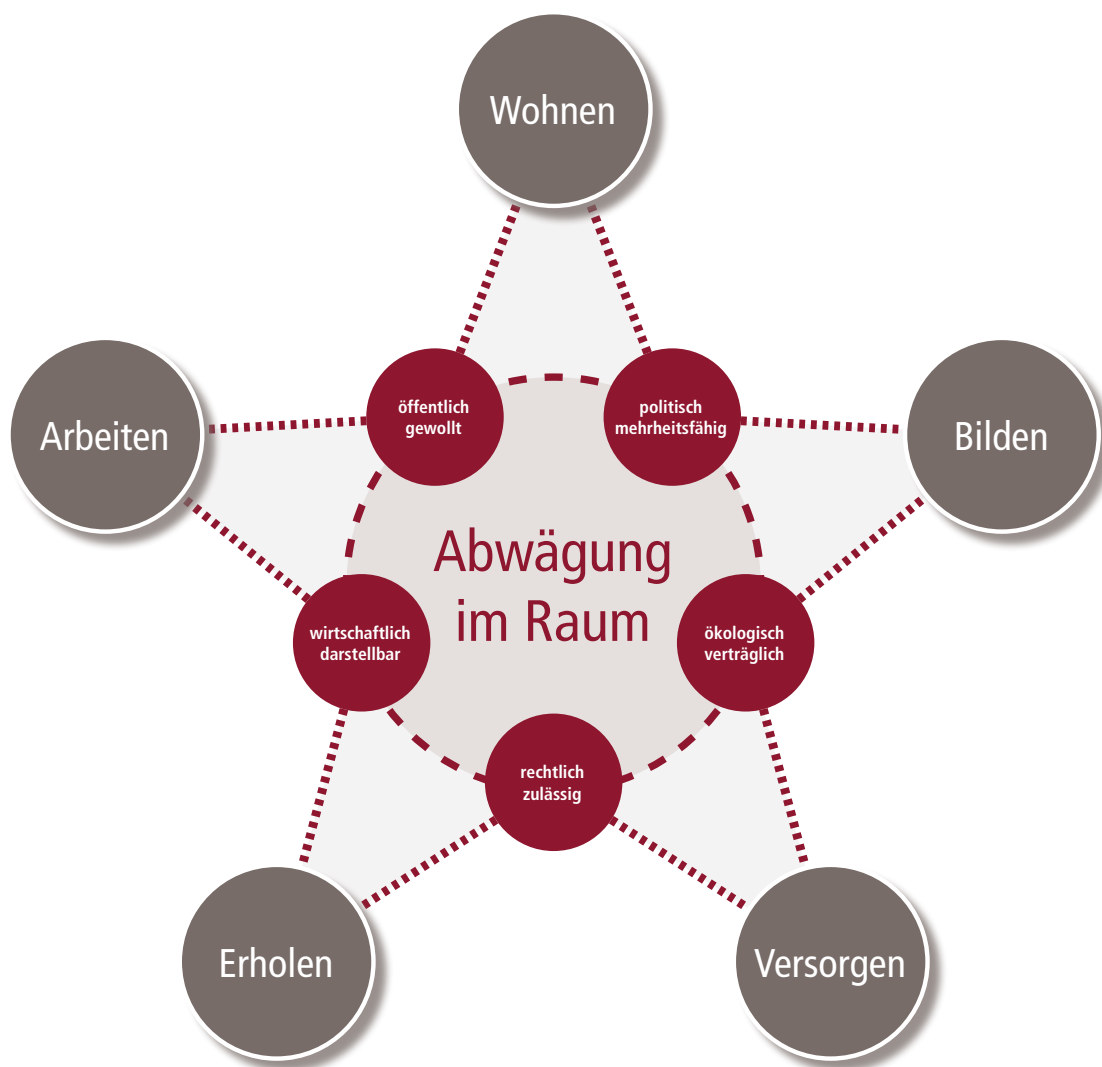 Wohnen
öffentlich
gewollt
politisch
mehrheitsfähig
Arbeiten
Bilden
Abwägung
im Raum
wirtschaftlich
darstellbar
ökologisch
verträglich
rechtlich
zulässig
Erholen
Versorgen